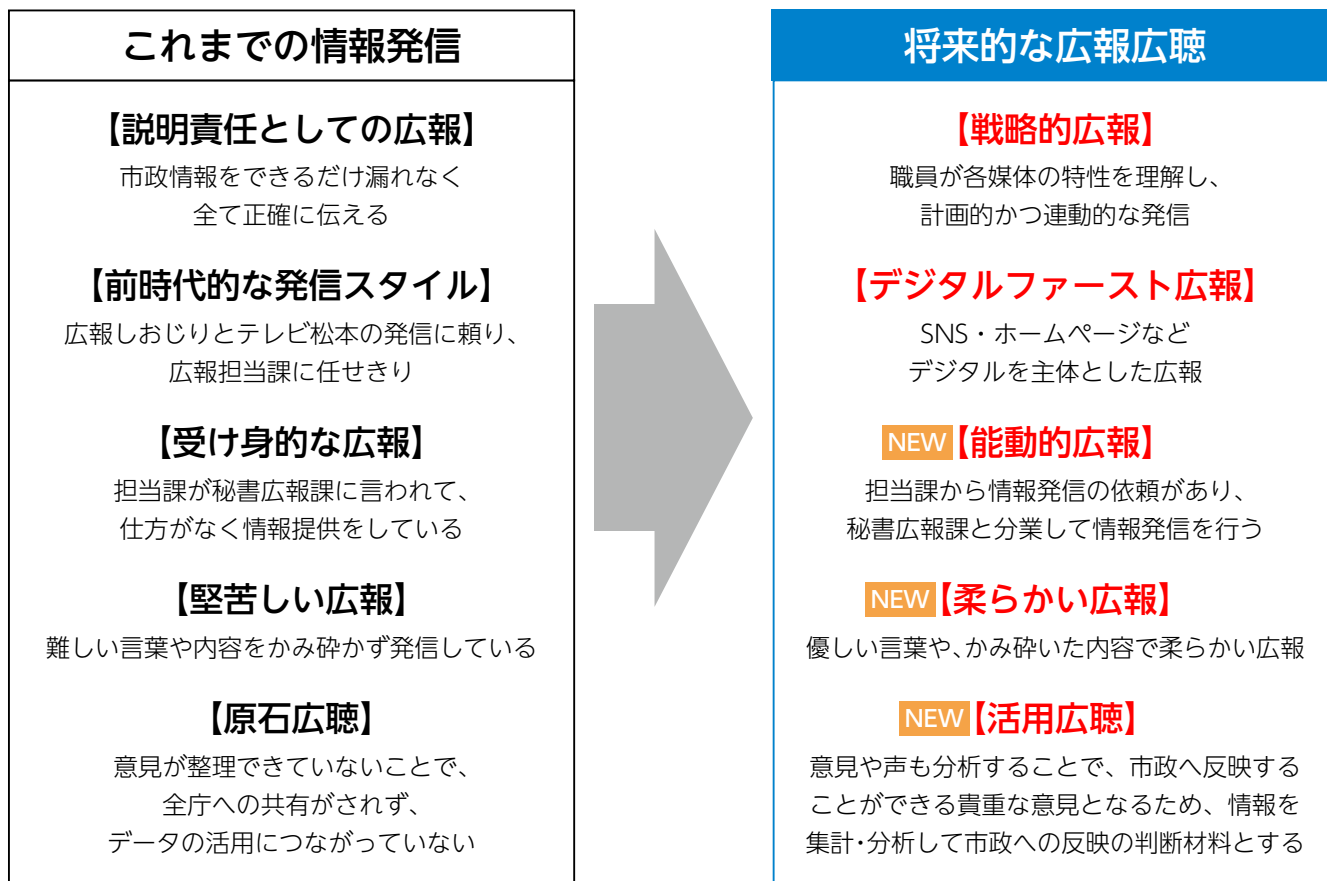 これまでの情報発信
【説明責任としての広報】
市政情報をできるだけ漏れなく
全て正確に伝える
【前時代的な発信スタイル】
広報しおじりとテレビ松本の発信に頼り、
広報担当課に任せきり
【受け身的な広報】
担当課が秘書広報課に言われて、
仕方がなく情報提供をしている
【堅苦しい広報】
難しい言葉や内容をかみ砕かず発信している
【原石広聴】
意見が整理できていないことで、
全庁への共有がされず、
データの活用につながっていない
将来的な広報広聴
【戦略的広報】
職員が各媒体の特性を理解し、
計画的かつ連動的な発信
【デジタルファースト広報】
SNS・ホームページなど
デジタルを主体とした広報
NEW【能動的広報】
担当課から情報発信の依頼があり、
秘書広報課と分業して情報発信を行う
NEW【柔らかい広報】
優しい言葉や、かみ砕いた内容で柔らかい広報
NEW【活用広聴】
意見や声も分析することで、市政へ反映する
ことができる貴重な意見となるため、情報を
集計・分析して市政への反映の判断材料とする